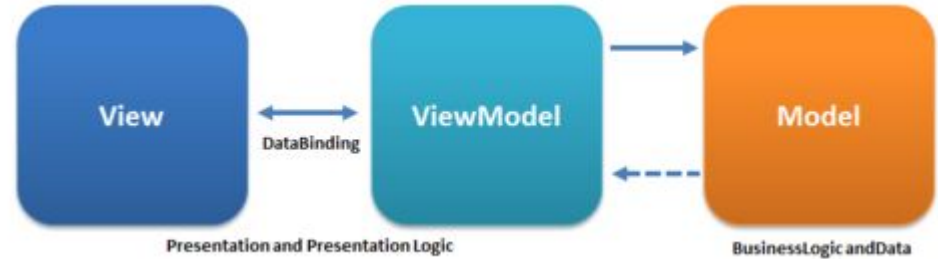 View
ViewModel
Model
DataBinding
Presentation and Presentation Logic
BusinessLogic andData